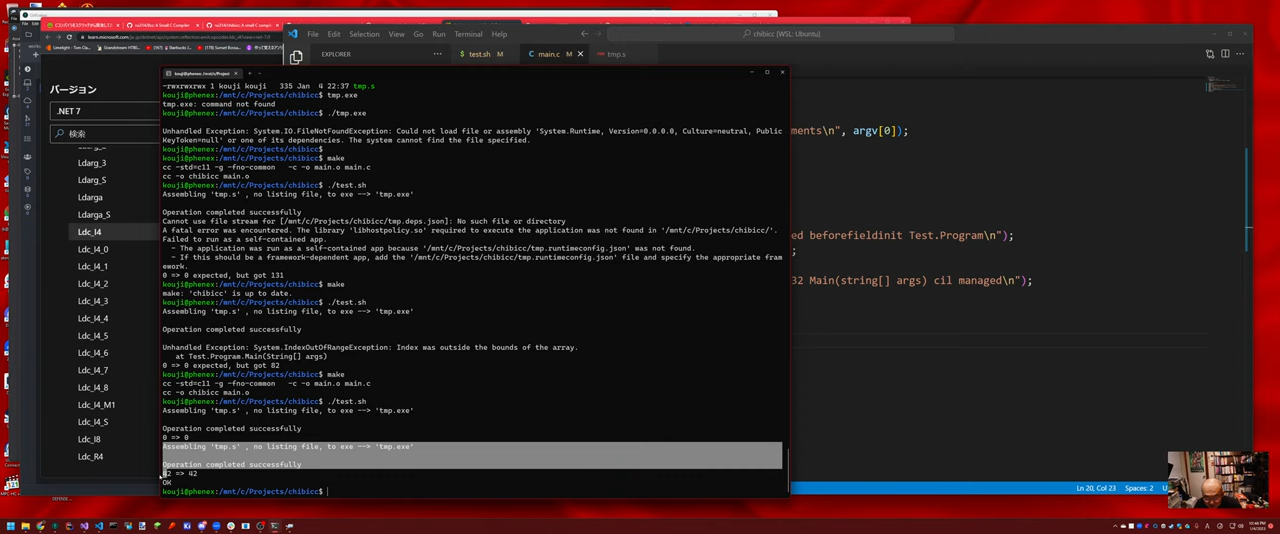 File
learn.microsoft.com
バージョン
.NET 7
検索
Ldarg_3
Ldarg_S
Ldarga
Ldarga_S
Ldc_I4
Ldc_I4_0
Ldc_I4_1
Ldc_I4_2
Ldc_I4_3
Ldc_I4_4
Ldc_I4_5
Ldc_I4_6
Ldc_I4_7
Ldc_I4_8
Ldc_I4_M1
Ldc_I4_S
Ldc_I8
Ldc_R4
File Edit Selection View Go Run Terminal Help
chibicc [WSL: Ubuntu]
EXPLORER
test.sh M
main.c M
tmp.s
ments\n", argv[0]);
ed beforefieldinit Test.Program\n");
;
32 Main(string[] args) cil managed\n");
-rwxrwxrwx 1 kouji kouji 335 Jan 4 22:37 tmp.s
kouji@phenex:/mnt/c/Projects/chibicc$ tmp.exe
tmp.exe: command not found
kouji@phenex:/mnt/c/Projects/chibicc$ ./tmp.exe
Unhandled Exception: System.IO.FileNotFoundException: Could not load file or assembly 'System.Runtime, Version=0.0.0.0, Culture=neutral, Public
KeyToken=null' or one of its dependencies. The system cannot find the file specified.
kouji@phenex:/mnt/c/Projects/chibicc$
kouji@phenex:/mnt/c/Projects/chibicc$ make
cc -std=c11 -g -fno-common -c -o main.o main.c
cc -o chibicc main.o
kouji@phenex:/mnt/c/Projects/chibicc$ ./test.sh
Assembling 'tmp.s' , no listing file, to exe --> 'tmp.exe'
Operation completed successfully
Cannot use file stream for [/mnt/c/Projects/chibicc/tmp.deps.json]: No such file or directory
A fatal error was encountered. The library 'libhostpolicy.so' required to execute the application was not found in '/mnt/c/Projects/chibicc/'.
Failed to run as a self-contained app.
- The application was run as a self-contained app because '/mnt/c/Projects/chibicc/tmp.runtimeconfig.json' was not found.
- If this should be a framework-dependent app, add the '/mnt/c/Projects/chibicc/tmp.runtimeconfig.json' file and specify the appropriate fram
ework.
0 => 0 expected, but got 131
kouji@phenex:/mnt/c/Projects/chibicc$ make
make: 'chibicc' is up to date.
kouji@phenex:/mnt/c/Projects/chibicc$ ./test.sh
Assembling 'tmp.s' , no listing file, to exe --> 'tmp.exe'
Operation completed successfully
Unhandled Exception: System.IndexOutOfRangeException: Index was outside the bounds of the array.
at Test.Program.Main(String[] args)
0 => 0 expected, but got 82
kouji@phenex:/mnt/c/Projects/chibicc$ make
cc -std=c11 -g -fno-common -c -o main.o main.c
cc -o chibicc main.o
kouji@phenex:/mnt/c/Projects/chibicc$ ./test.sh
Assembling 'tmp.s' , no listing file, to exe --> 'tmp.exe'
Operation completed successfully
0 => 0
Assembling 'tmp.s' , no listing file, to exe --> 'tmp.exe'
Operation completed successfully
42 => 42
OK
kouji@phenex:/mnt/c/Projects/chibicc$
Ln 20, Col 23 Spaces: 2
10:46 PM
1/4/2023